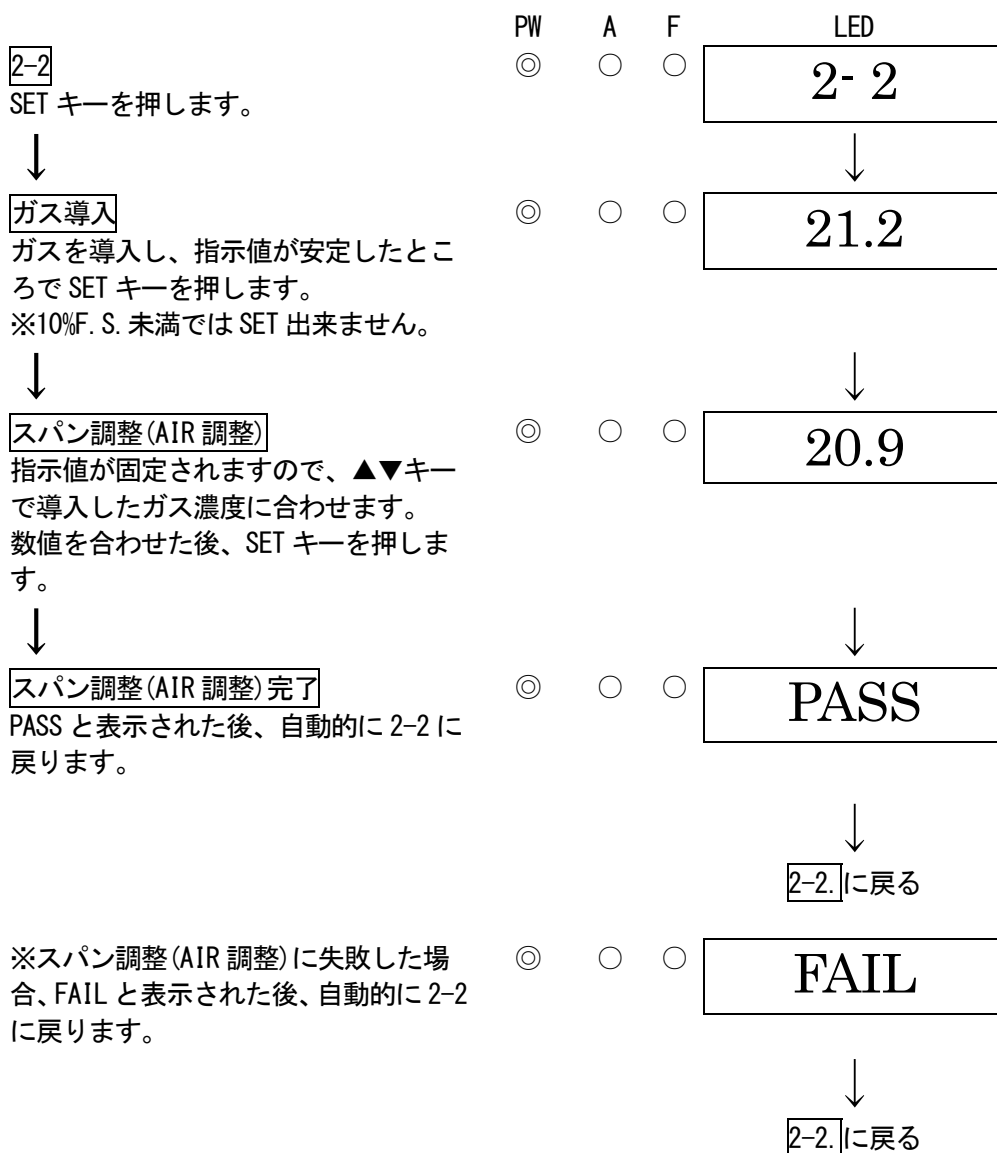 PW A F LED
2-2 ◎ ○ ○ 2- 2
SET キーを押します。
↓ ↓
ガス導入 ◎ ○ ○ 21.2
ガスを導入し、指示値が安定したとこ
ろで SET キーを押します。
※10%F.S.未満では SET 出来ません。
↓ ↓
スパン調整(AIR 調整) ◎ ○ ○ 20.9
指示値が固定されますので、▲▼キー
で導入したガス濃度に合わせます。
数値を合わせた後、SET キーを押しま
す。
↓ ↓
スパン調整(AIR 調整)完了 ◎ ○ ○ PASS
PASS と表示された後、自動的に 2-2 に
戻ります。
↓
2-2.に戻る
※スパン調整(AIR 調整)に失敗した場 ◎ ○ ○ FAIL
合、FAIL と表示された後、自動的に 2-2
に戻ります。
↓
2-2.に戻る